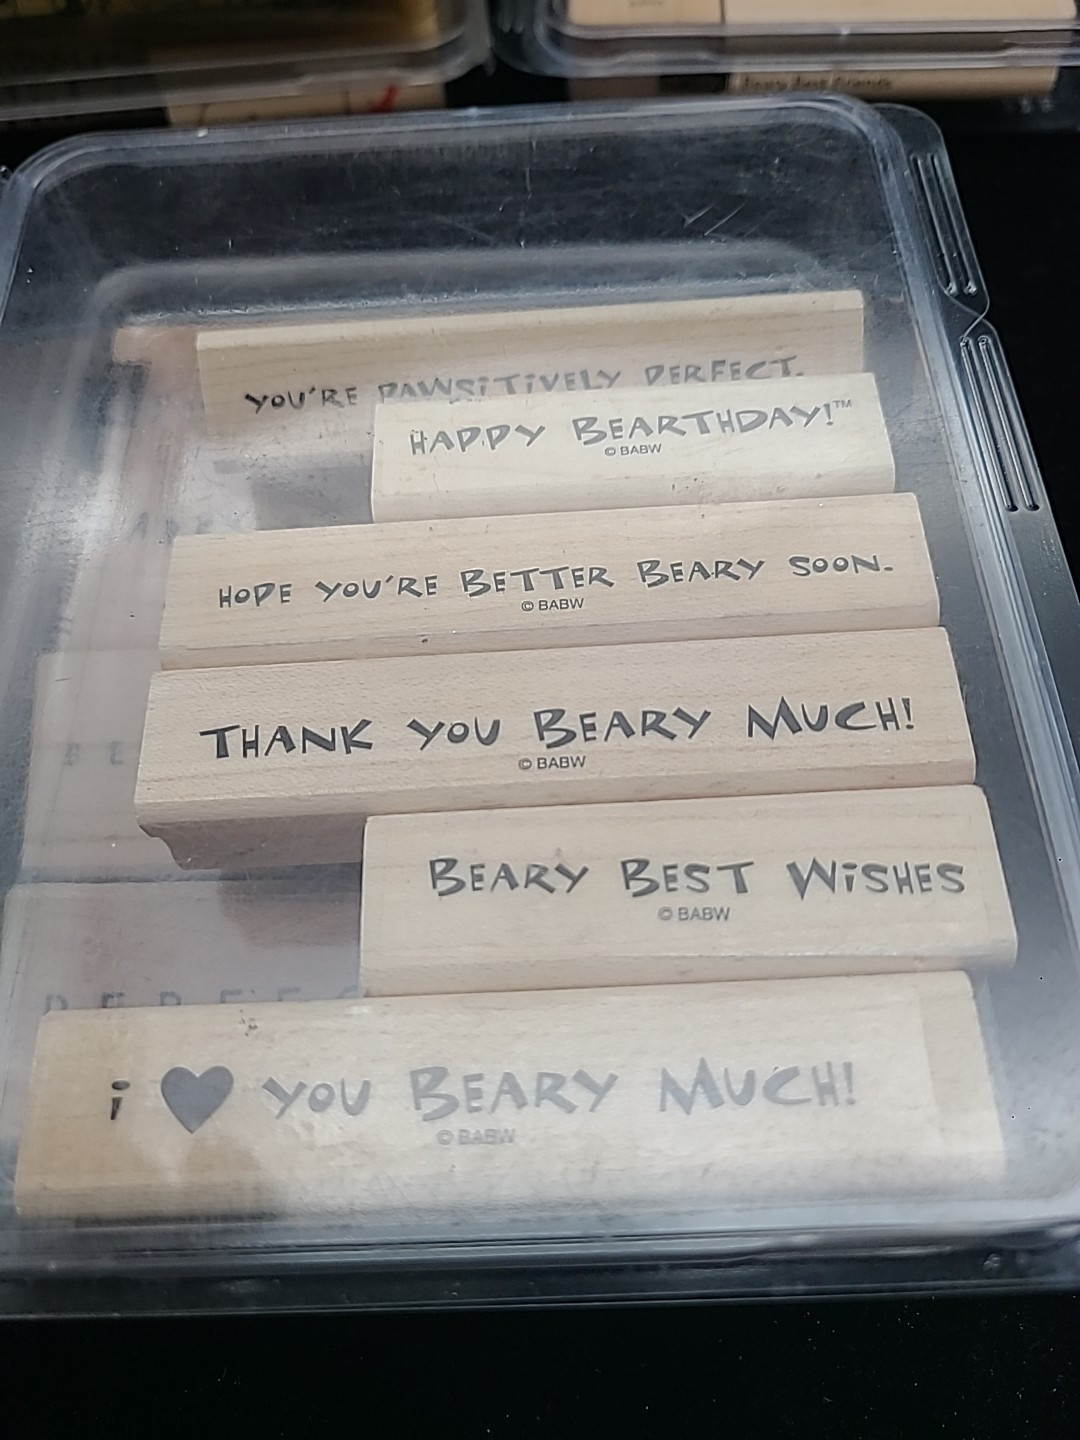 YOU'RE PAWSiTiVELY PERFECT.
HAPPY BEARTHDAY!™
© BABW
HOPE YOU'RE BETTER BEARY SOON.
© BABW
THANK YOU BEARY MUCH!
© BABW
BEARY BEST WiSHES
© BABW
i ♥ YOU BEARY MUCH!
© BABW